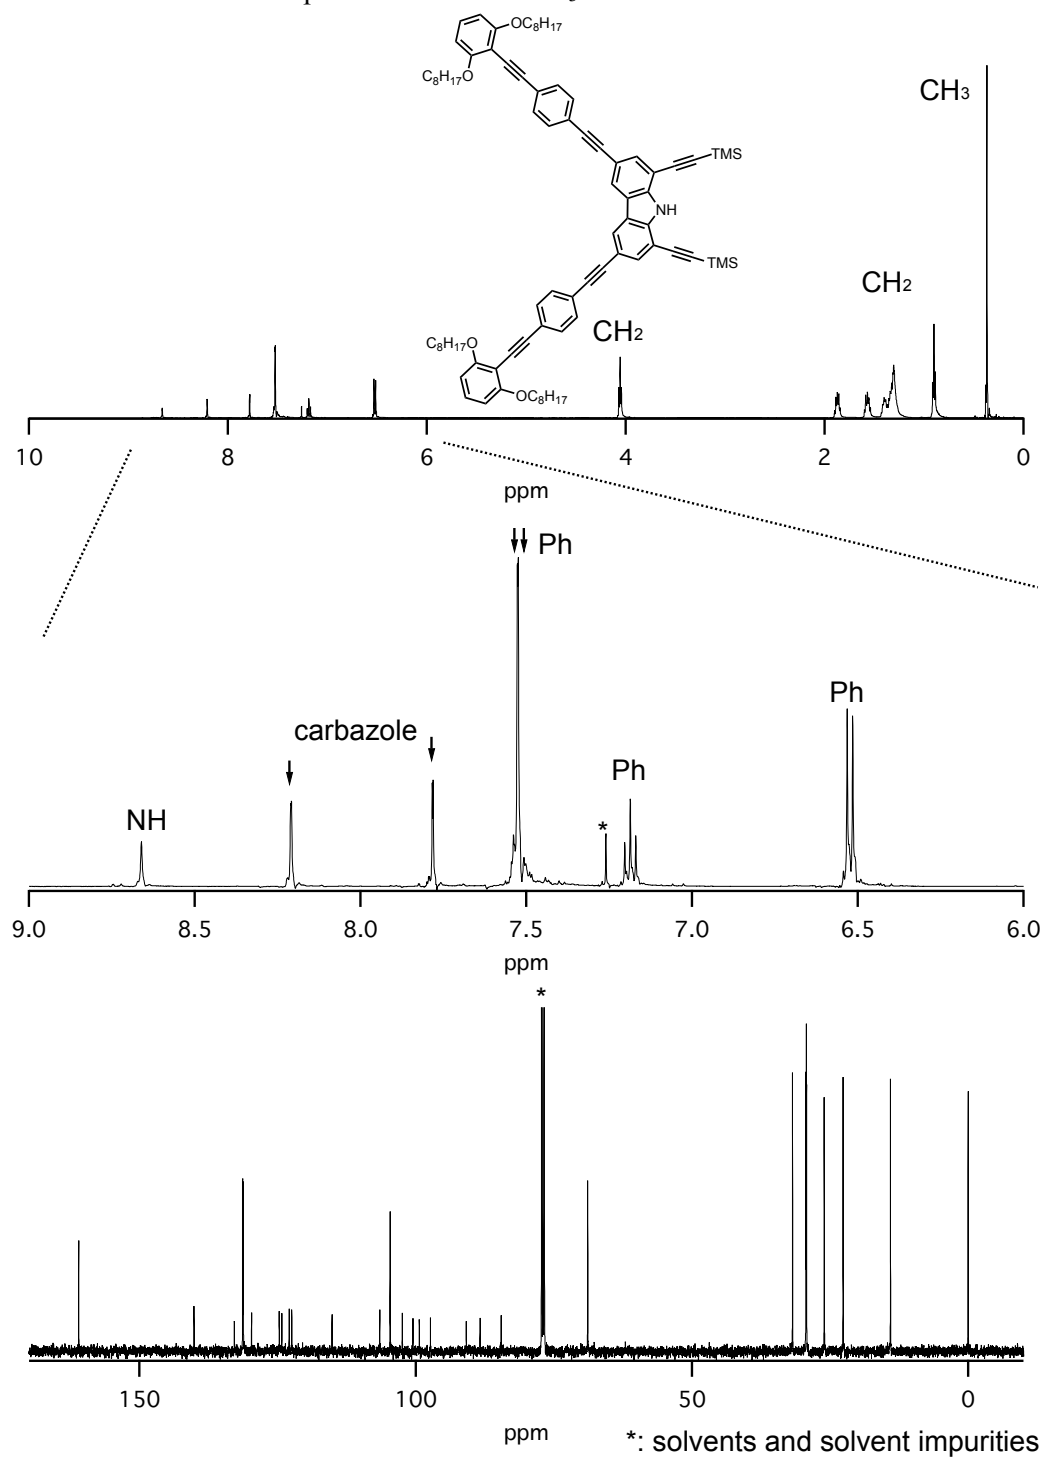 OC8H17
C8H17O
CH3
TMS
NH
TMS
CH2
CH2
C8H17O
OC8H17
10 8 6 4 2 0
ppm
Ph
Ph
carbazole
Ph
NH
*
9.0 8.5 8.0 7.5 7.0 6.5 6.0
ppm
*
150 100 50 0
ppm
*: solvents and solvent impurities